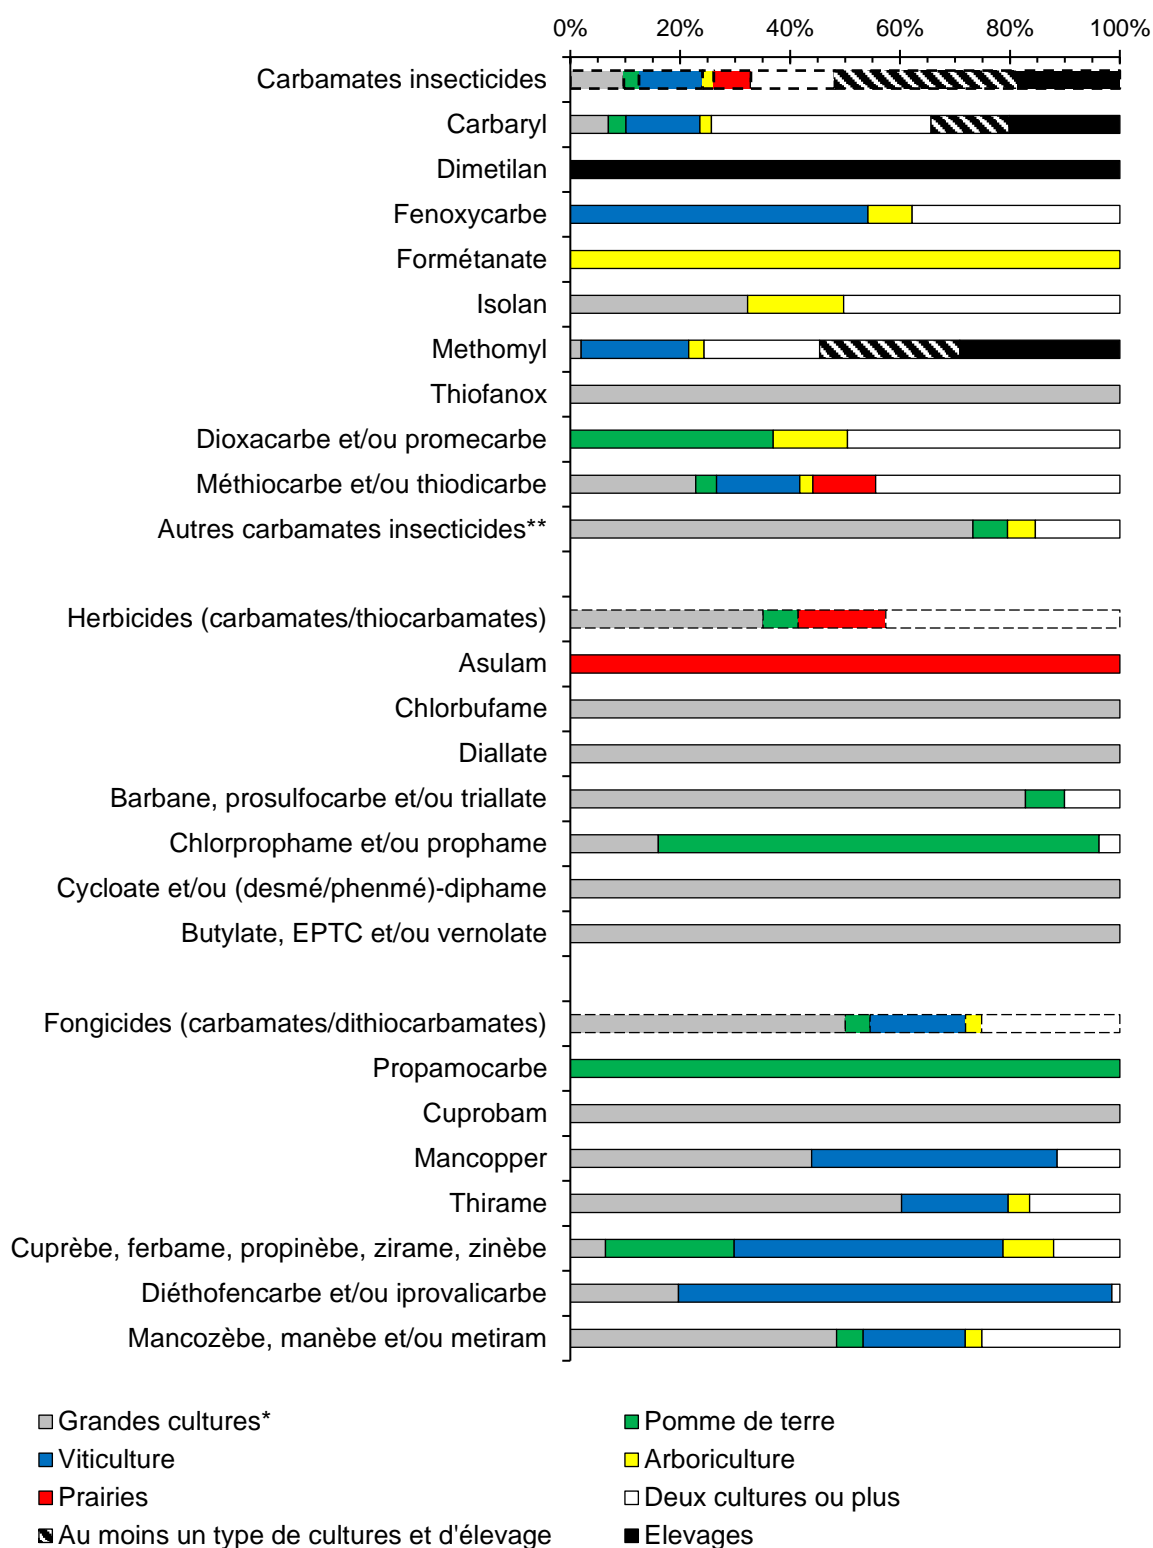 0% 20% 40% 60% 80% 100%
Carbamates insecticides
Carbaryl
Dimetilan
Fenoxycarbe
Formétanate
Isolan
Methomyl
Thiofanox
Dioxacarbe et/ou promecarbe
Méthiocarbe et/ou thiodicarbe
Autres carbamates insecticides**
Herbicides (carbamates/thiocarbamates)
Asulam
Chlorbufame
Diallate
Barbane, prosulfocarbe et/ou triallate
Chlorprophame et/ou prophame
Cycloate et/ou (desmé/phenmé)-diphame
Butylate, EPTC et/ou vernolate
Fongicides (carbamates/dithiocarbamates)
Propamocarbe
Cuprobam
Mancopper
Thirame
Cuprèbe, ferbame, propinèbe, zirame, zinèbe
Diéthofencarbe et/ou iprovalicarbe
Mancozèbe, manèbe et/ou metiram
Grandes cultures* Pomme de terre
Viticulture Arboriculture
Prairies Deux cultures ou plus
Au moins un type de cultures et d'élevage Elevages